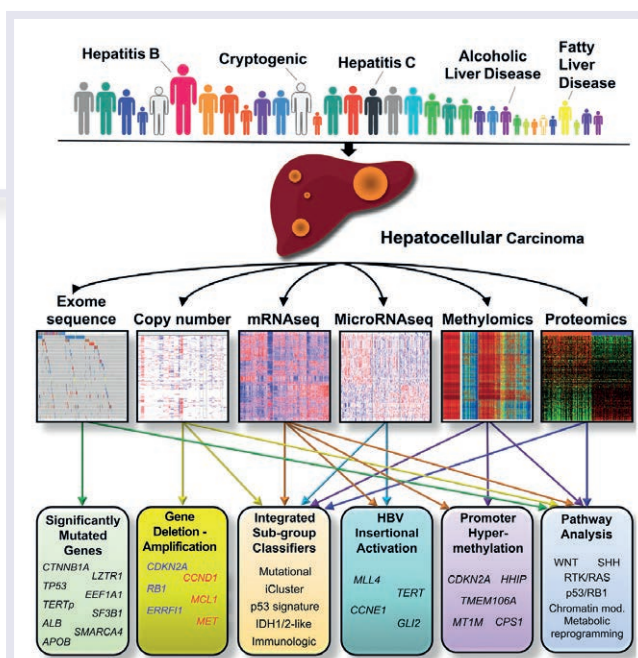 Hepatitis B
Cryptogenic
Hepatitis C
Alcoholic
Liver Disease
Fatty
Liver
Disease
Hepatocellular Carcinoma
Exome
sequence
Copy number
mRNAseq
MicroRNAseq
Methylomics
Proteomics
Significantly
Mutated
Genes
CTNNB1A
LZTR1
TP53
EEF1A1
TERTp
SF3B1
ALB
SMARCA4
APOB
Gene
Deletion -
Amplification
CDKN2A
CCND1
RB1
MCL1
ERRFI1
MET
Integrated
Sub-group
Classifiers
Mutational
iCluster
p53 signature
IDH1/2-like
Immunologic
HBV
Insertional
Activation
MLL4
TERT
CCNE1
GLI2
Promoter
Hyper-
methylation
CDKN2A HHIP
TMEM106A
MT1M CPS1
Pathway
Analysis
WNT SHH
RTK/RAS
p53/RB1
Chromatin mod.
Metabolic
reprogramming